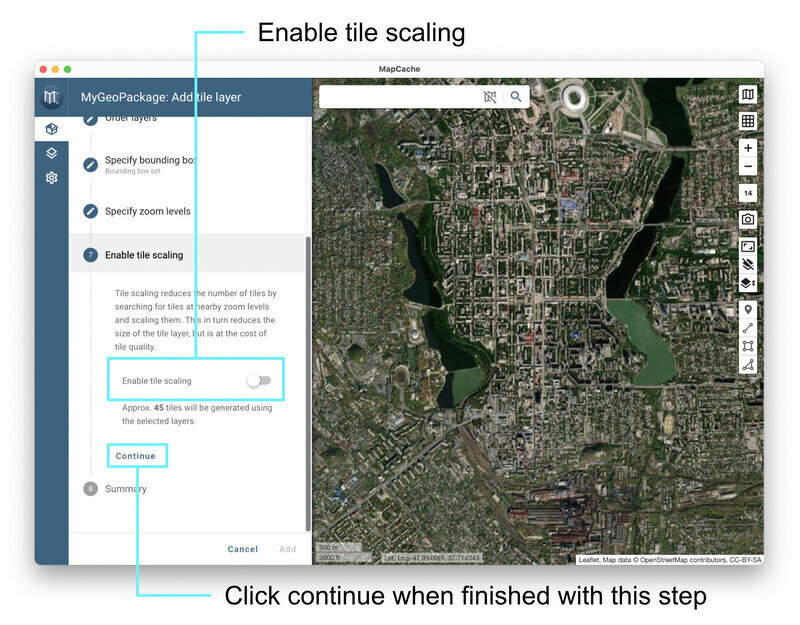 Enable tile scaling
MapCache
MyGeoPackage: Add tile layer
Order layers
Specify bounding box
Bounding box set
Specify zoom levels
7 Enable tile scaling
Tile scaling reduces the number of tiles by
searching for tiles at nearby zoom levels
and scaling them. This in turn reduces the
size of the tile layer, but is at the cost of
tile quality.
Enable tile scaling
Approx. 45 tiles will be generated using
the selected layers.
Continue
8 Summary
Cancel Add
+
−
14
500 m
2000 ft
Lat, Lng: 47.994689, 37.774343
Leaflet, Map data © OpenStreetMap contributors, CC-BY-SA
Click continue when finished with this step